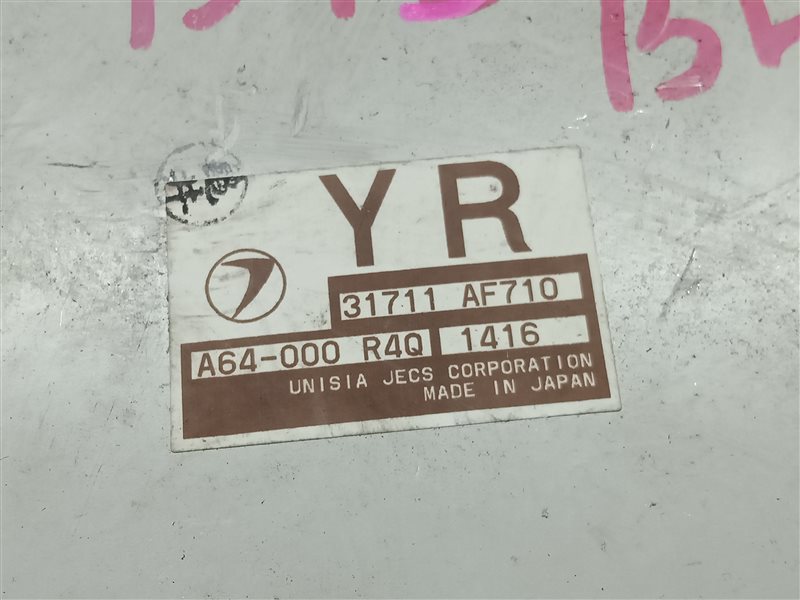 YR
31711 AF710
A64-000 R4Q 1416
UNISIA JECS CORPORATION
MADE IN JAPAN